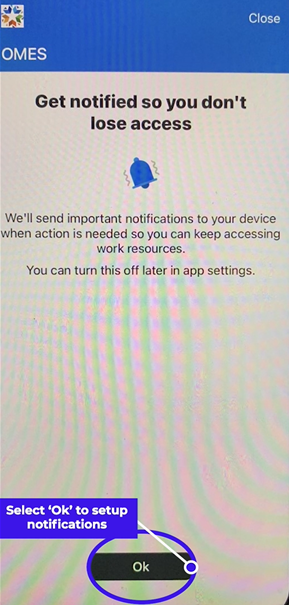 Close
OMES
Get notified so you don't
lose access
We'll send important notifications to your device
when action is needed so you can keep accessing
work resources.
You can turn this off later in app settings.
Select ‘Ok’ to setup
notifications
Ok